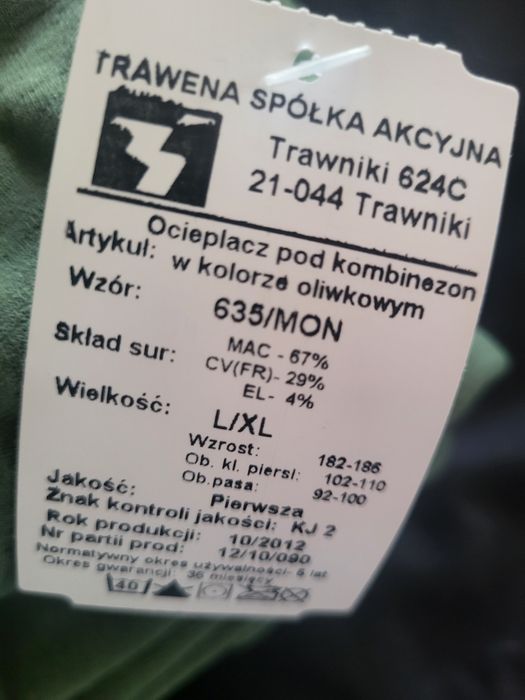 TRAWENA SPÓŁKA AKCYJNA
Trawniki 624C
21-044 Trawniki
Artykuł: Ocieplacz pod kombinezon
w kolorze oliwkowym
Wzór: 635/MON
Skład sur: MAC - 67%
CV(FR)- 29%
EL- 4%
Wielkość: L/XL
Wzrost: 182-186
Ob. kl. piersl: 102-110
Ob.pasa: 92-100
Jakość: Pierwsza
Znak kontroli jakości: KJ 2
Rok produkcji: 10/2012
Nr partii prod: 12/10/090
Normatywny okres używalności- 5 lat
Okres gwarancji: 36 miesięcy
40